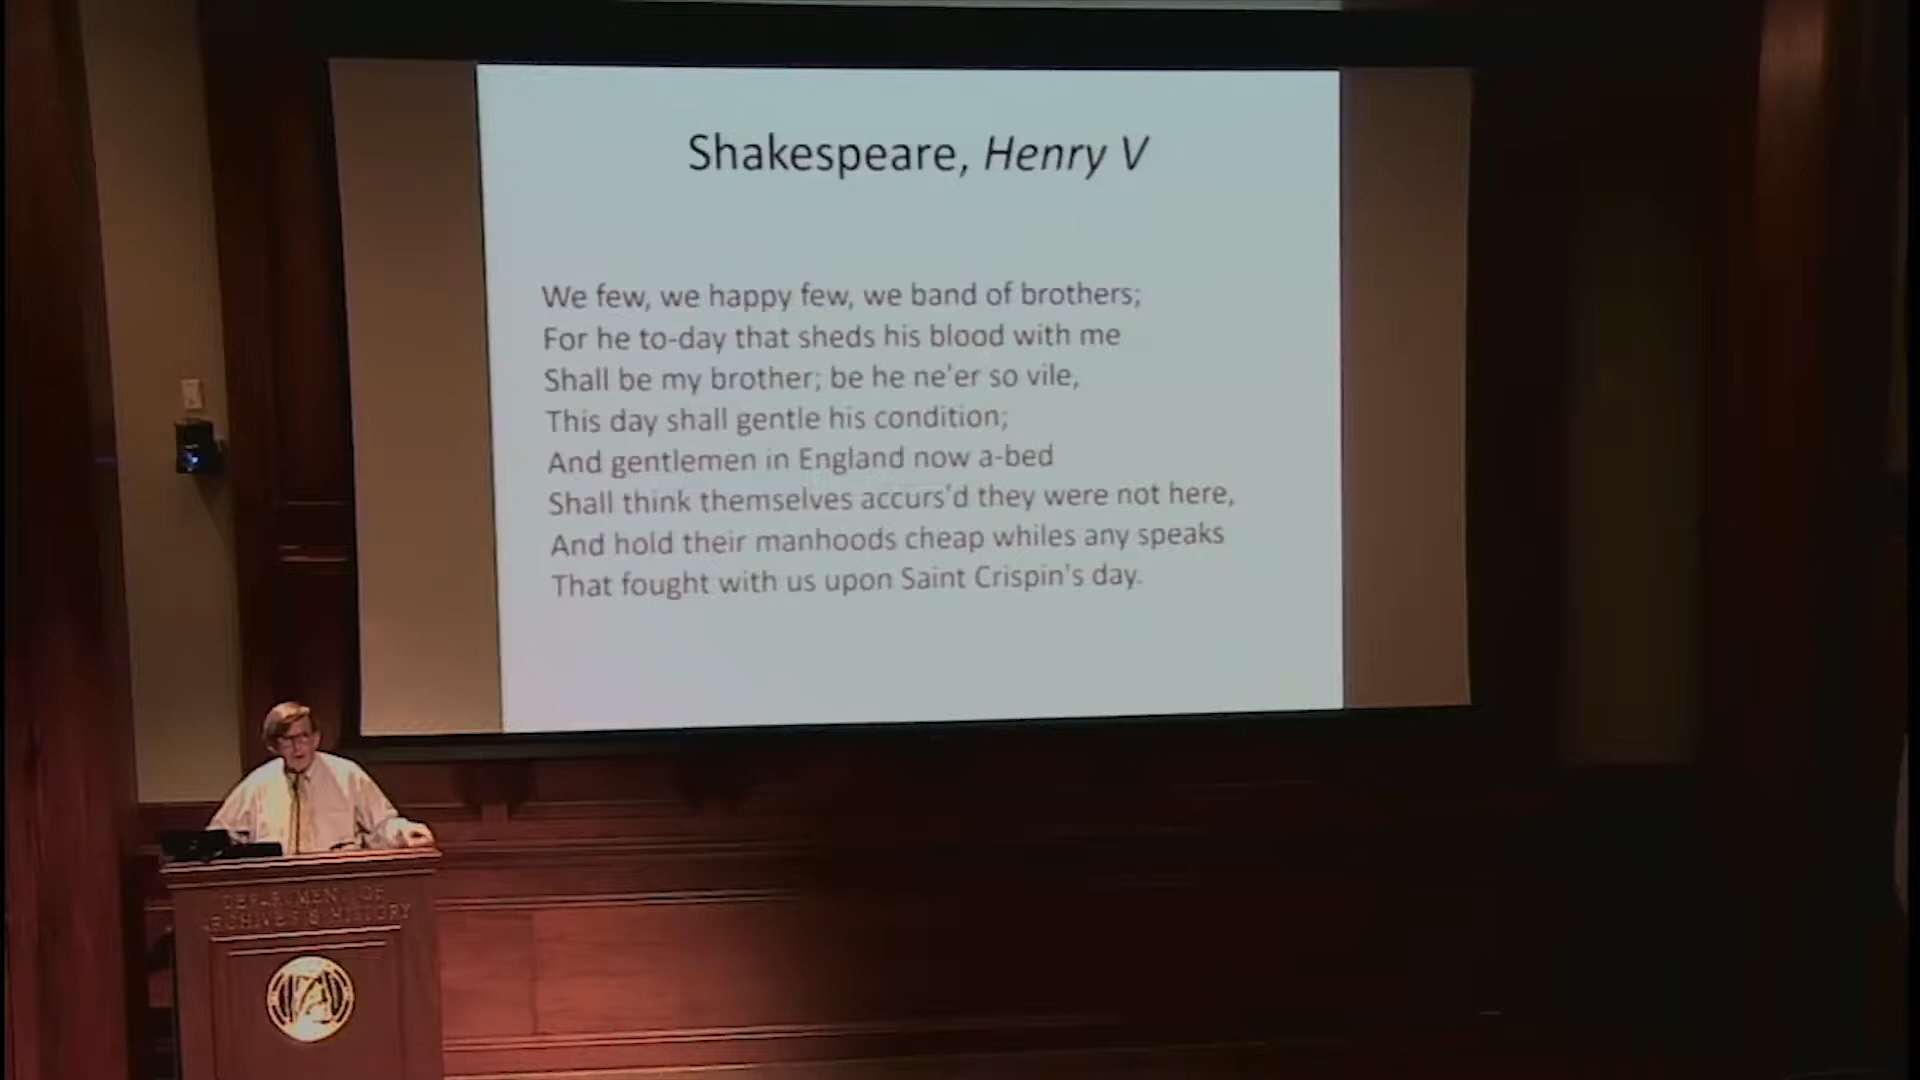 Shakespeare, Henry V
We few, we happy few, we band of brothers;
For he to-day that sheds his blood with me
Shall be my brother; be he ne'er so vile,
This day shall gentle his condition;
And gentlemen in England now a-bed
Shall think themselves accurs'd they were not here,
And hold their manhoods cheap whiles any speaks
That fought with us upon Saint Crispin's day.
DEPARTMENT OF
ARCHIVES & HISTORY